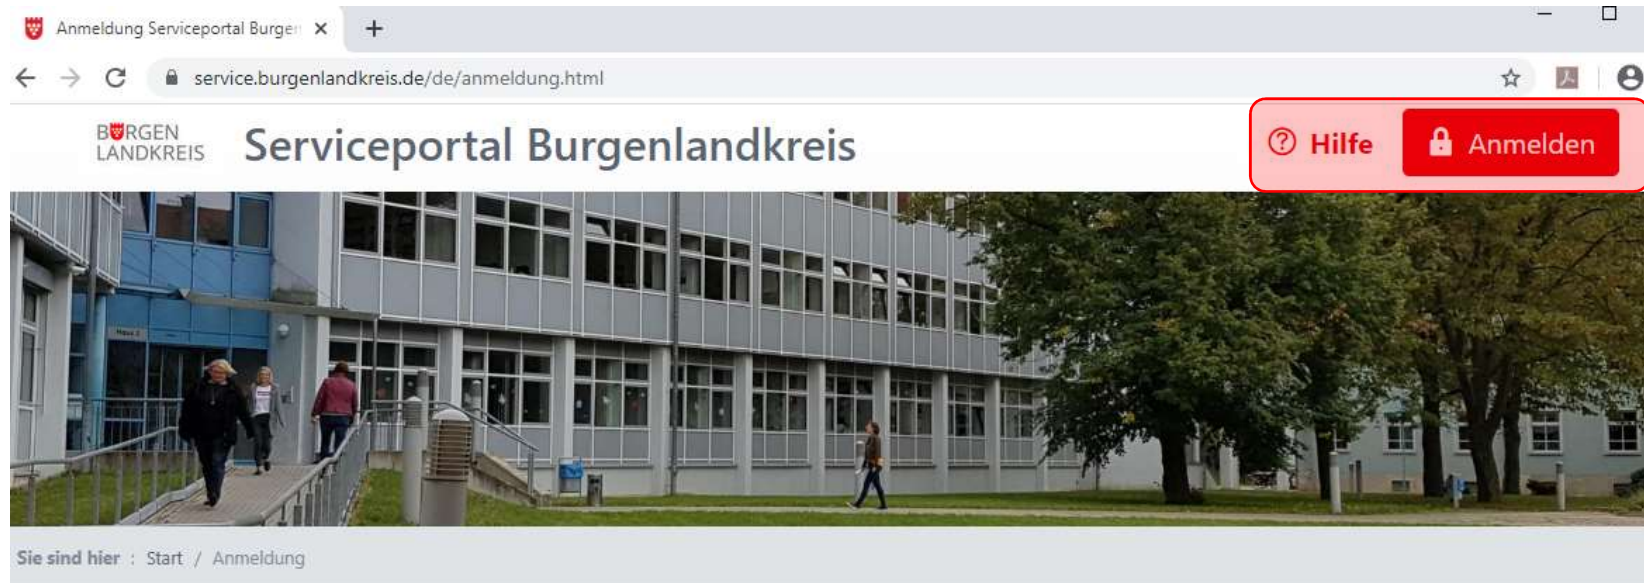 Anmeldung Serviceportal Burgen
service.burgenlandkreis.de/de/anmeldung.html
BURGEN
LANDKREIS
Serviceportal Burgenlandkreis
Hilfe
Anmelden
Sie sind hier : Start / Anmeldung